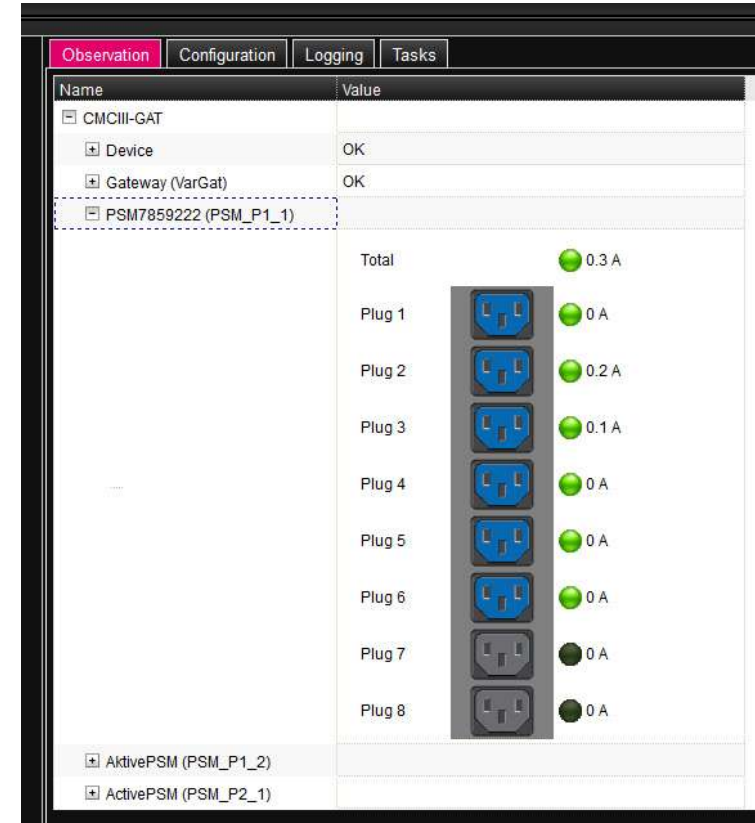 Observation Configuration Logging Tasks
Name Value
CMCIII-GAT
Device OK
Gateway (VarGat) OK
PSM7859222 (PSM_P1_1)
Total 0.3 A
Plug 1 0 A
Plug 2 0.2 A
Plug 3 0.1 A
Plug 4 0 A
Plug 5 0 A
Plug 6 0 A
Plug 7 0 A
Plug 8 0 A
AktivePSM (PSM_P1_2)
ActivePSM (PSM_P2_1)